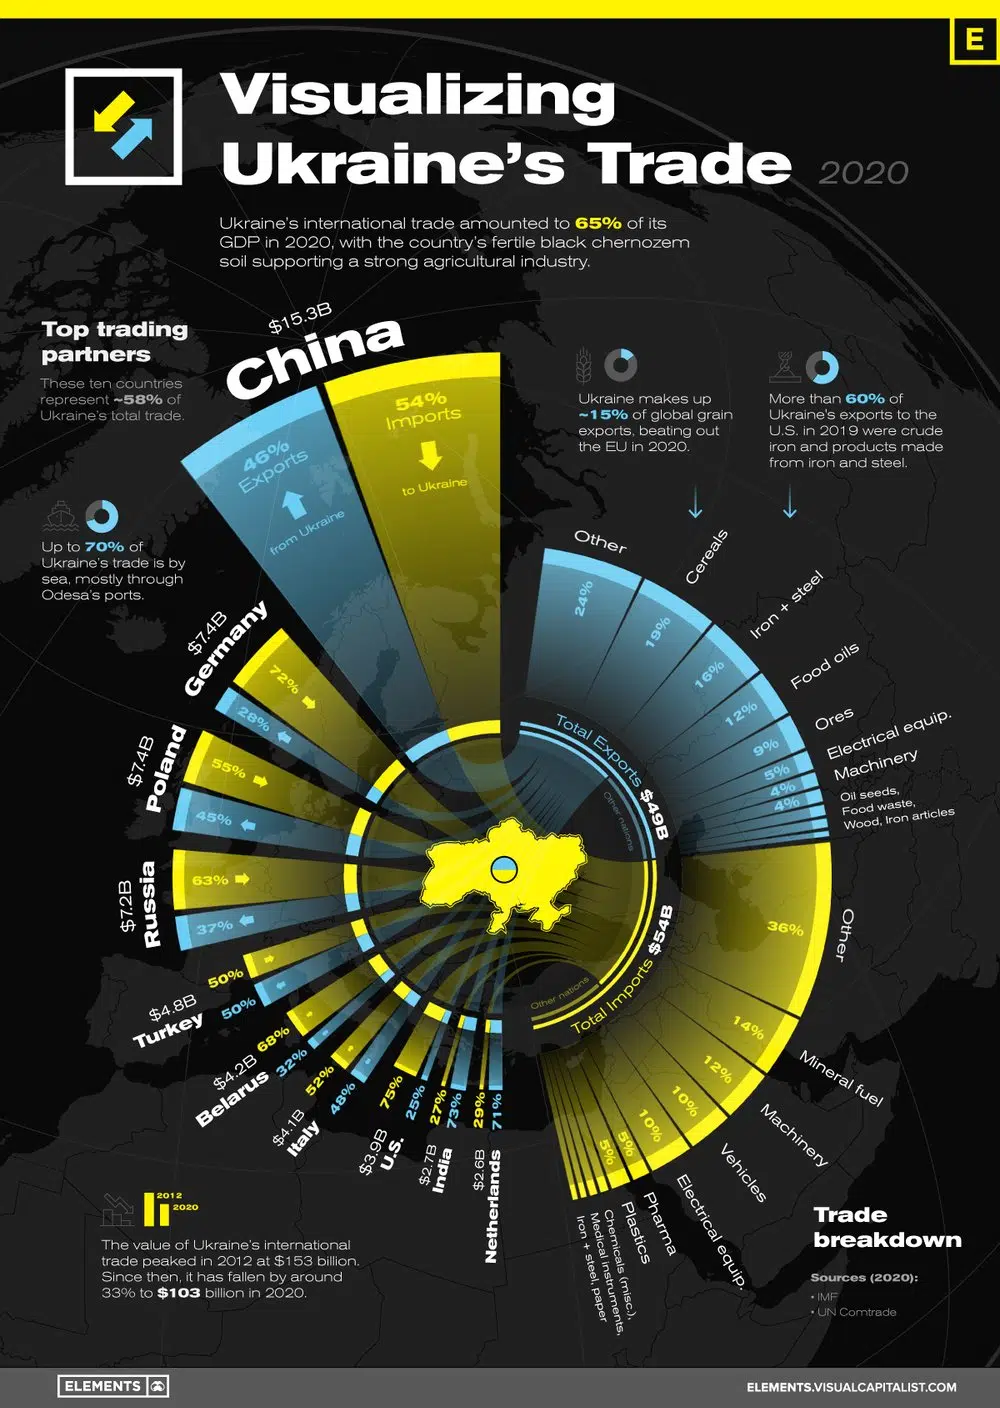 E
Visualizing
Ukraine's Trade 2020
Ukraine's international trade amounted to 65% of its
GDP in 2020, with the country's fertile black chernozem
soil supporting a strong agricultural industry.
Top trading
partners
These ten countries
represent ~58% of
Ukraine's total trade.
$15.3B
China
46%
Exports
from Ukraine
54%
Imports
to Ukraine
Ukraine makes up
~15% of global grain
exports, beating out
the EU in 2020.
More than 60% of
Ukraine's exports to the
U.S. in 2019 were crude
iron and products made
from iron and steel.
Up to 70% of
Ukraine's trade is by
sea, mostly through
Odesa's ports.
$7.4B
Germany
72%
28%
$7.4B
Poland
55%
45%
$7.2B
Russia
63%
37%
$4.8B
Turkey
50%
50%
$4.2B
Belarus
68%
32%
$4.1B
Italy
52%
48%
$3.9B
U.S.
75%
25%
$2.7B
India
27%
73%
$2.6B
Netherlands
29%
71%
Total Exports
$49B
Other nations
Other
24%
Cereals
19%
Iron + steel
16%
Food oils
12%
Ores
9%
Electrical equip.
5%
Machinery
4%
4%
Oil seeds,
Food waste,
Wood, Iron articles
Total Imports
$54B
Other nations
Other
36%
Mineral fuel
14%
Machinery
12%
Vehicles
10%
Electrical equip.
10%
Pharma
5%
Plastics
5%
Chemicals (misc.),
Medical instruments,
Iron + steel, paper
2012
2020
The value of Ukraine's international
trade peaked in 2012 at $153 billion.
Since then, it has fallen by around
33% to $103 billion in 2020.
Trade
breakdown
Sources (2020):
• IMF
• UN Comtrade
ELEMENTS
ELEMENTS.VISUALCAPITALIST.COM